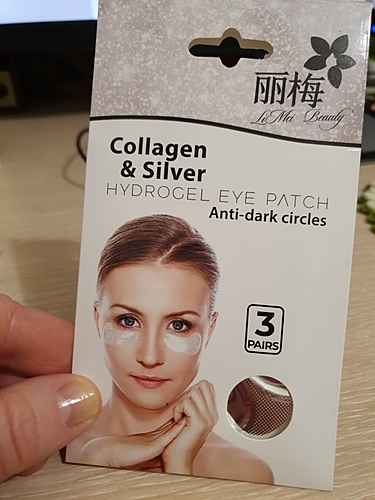 丽梅
LiMei Beauty
Collagen
& Silver
HYDROGEL EYE PATCH
Anti-dark circles
3
PAIRS